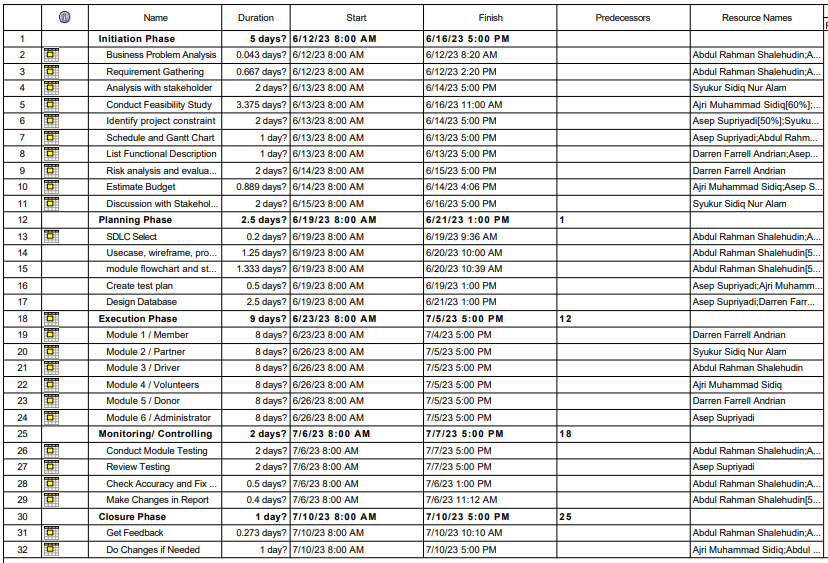 Name Duration Start Finish Predecessors Resource Names
1 Initiation Phase 5 days? 6/12/23 8:00 AM 6/16/23 5:00 PM
2 Business Problem Analysis 0.043 days? 6/12/23 8:00 AM 6/12/23 8:20 AM Abdul Rahman Shalehudin;A...
3 Requirement Gathering 0.667 days? 6/12/23 8:00 AM 6/12/23 2:20 PM Abdul Rahman Shalehudin;A...
4 Analysis with stakeholder 2 days? 6/13/23 8:00 AM 6/14/23 5:00 PM Syukur Sidiq Nur Alam
5 Conduct Feasibility Study 3.375 days? 6/13/23 8:00 AM 6/16/23 11:00 AM Ajri Muhammad Sidiq[60%];...
6 Identify project constraint 2 days? 6/13/23 8:00 AM 6/14/23 5:00 PM Asep Supriyadi[50%];Syuku...
7 Schedule and Gantt Chart 1 day? 6/13/23 8:00 AM 6/13/23 5:00 PM Asep Supriyadi;Abdul Rahm...
8 List Functional Description 1 day? 6/13/23 8:00 AM 6/13/23 5:00 PM Darren Farrell Andrian;Asep...
9 Risk analysis and evalua... 2 days? 6/14/23 8:00 AM 6/15/23 5:00 PM Darren Farrell Andrian
10 Estimate Budget 0.889 days? 6/14/23 8:00 AM 6/14/23 4:06 PM Ajri Muhammad Sidiq;Asep S...
11 Discussion with Stakehol... 2 days? 6/15/23 8:00 AM 6/16/23 5:00 PM Syukur Sidiq Nur Alam
12 Planning Phase 2.5 days? 6/19/23 8:00 AM 6/21/23 1:00 PM 1
13 SDLC Select 0.2 days? 6/19/23 8:00 AM 6/19/23 9:36 AM Abdul Rahman Shalehudin;A...
14 Usecase, wireframe, pro... 1.25 days? 6/19/23 8:00 AM 6/20/23 10:00 AM Abdul Rahman Shalehudin[5...
15 module flowchart and st... 1.333 days? 6/19/23 8:00 AM 6/20/23 10:39 AM Abdul Rahman Shalehudin[5...
16 Create test plan 0.5 days? 6/19/23 8:00 AM 6/19/23 1:00 PM Asep Supriyadi;Ajri Muhamm...
17 Design Database 2.5 days? 6/19/23 8:00 AM 6/21/23 1:00 PM Asep Supriyadi;Darren Farr...
18 Execution Phase 9 days? 6/23/23 8:00 AM 7/5/23 5:00 PM 12
19 Module 1 / Member 8 days? 6/23/23 8:00 AM 7/4/23 5:00 PM Darren Farrell Andrian
20 Module 2 / Partner 8 days? 6/26/23 8:00 AM 7/5/23 5:00 PM Syukur Sidiq Nur Alam
21 Module 3 / Driver 8 days? 6/26/23 8:00 AM 7/5/23 5:00 PM Abdul Rahman Shalehudin
22 Module 4 / Volunteers 8 days? 6/26/23 8:00 AM 7/5/23 5:00 PM Ajri Muhammad Sidiq
23 Module 5 / Donor 8 days? 6/26/23 8:00 AM 7/5/23 5:00 PM Darren Farrell Andrian
24 Module 6 / Administrator 8 days? 6/26/23 8:00 AM 7/5/23 5:00 PM Asep Supriyadi
25 Monitoring/ Controlling 2 days? 7/6/23 8:00 AM 7/7/23 5:00 PM 18
26 Conduct Module Testing 2 days? 7/6/23 8:00 AM 7/7/23 5:00 PM Abdul Rahman Shalehudin;A...
27 Review Testing 2 days? 7/6/23 8:00 AM 7/7/23 5:00 PM Asep Supriyadi
28 Check Accuracy and Fix ... 0.5 days? 7/6/23 8:00 AM 7/6/23 1:00 PM Abdul Rahman Shalehudin;A...
29 Make Changes in Report 0.4 days? 7/6/23 8:00 AM 7/6/23 11:12 AM Abdul Rahman Shalehudin[5...
30 Closure Phase 1 day? 7/10/23 8:00 AM 7/10/23 5:00 PM 25
31 Get Feedback 0.273 days? 7/10/23 8:00 AM 7/10/23 10:10 AM Abdul Rahman Shalehudin;A...
32 Do Changes if Needed 1 day? 7/10/23 8:00 AM 7/10/23 5:00 PM Ajri Muhammad Sidiq;Abdul ...